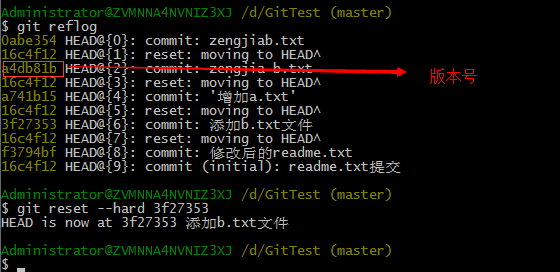 Administrator@ZVMNNA4NVNIZ3XJ /d/GitTest (master)
$ git reflog
0abe354 HEAD@{0}: commit: zengjiab.txt
16c4f12 HEAD@{1}: reset: moving to HEAD^
a4db81b HEAD@{2}: commit: zengjia b.txt
版本号
16c4f12 HEAD@{3}: reset: moving to HEAD^
a741b15 HEAD@{4}: commit: '增加a.txt'
16c4f12 HEAD@{5}: reset: moving to HEAD^
3f27353 HEAD@{6}: commit: 添加b.txt文件
16c4f12 HEAD@{7}: reset: moving to HEAD^
f3794bf HEAD@{8}: commit: 修改后的readme.txt
16c4f12 HEAD@{9}: commit (initial): readme.txt提交
Administrator@ZVMNNA4NVNIZ3XJ /d/GitTest (master)
$ git reset --hard 3f27353
HEAD is now at 3f27353 添加b.txt文件
Administrator@ZVMNNA4NVNIZ3XJ /d/GitTest (master)
$